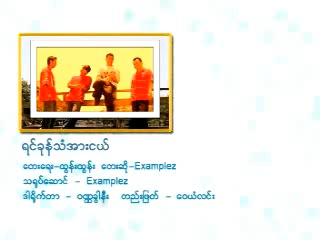 ရင်ခုန်သံအားငယ်
တေးရေး-ထွန်းထွန်း တေးဆို-Examplez
သရုပ်ဆောင် - Examplez
ဒါရိုက်တာ - ဝဏ္ဏခွါနီး တည်းဖြတ် - ဝေယံလင်း